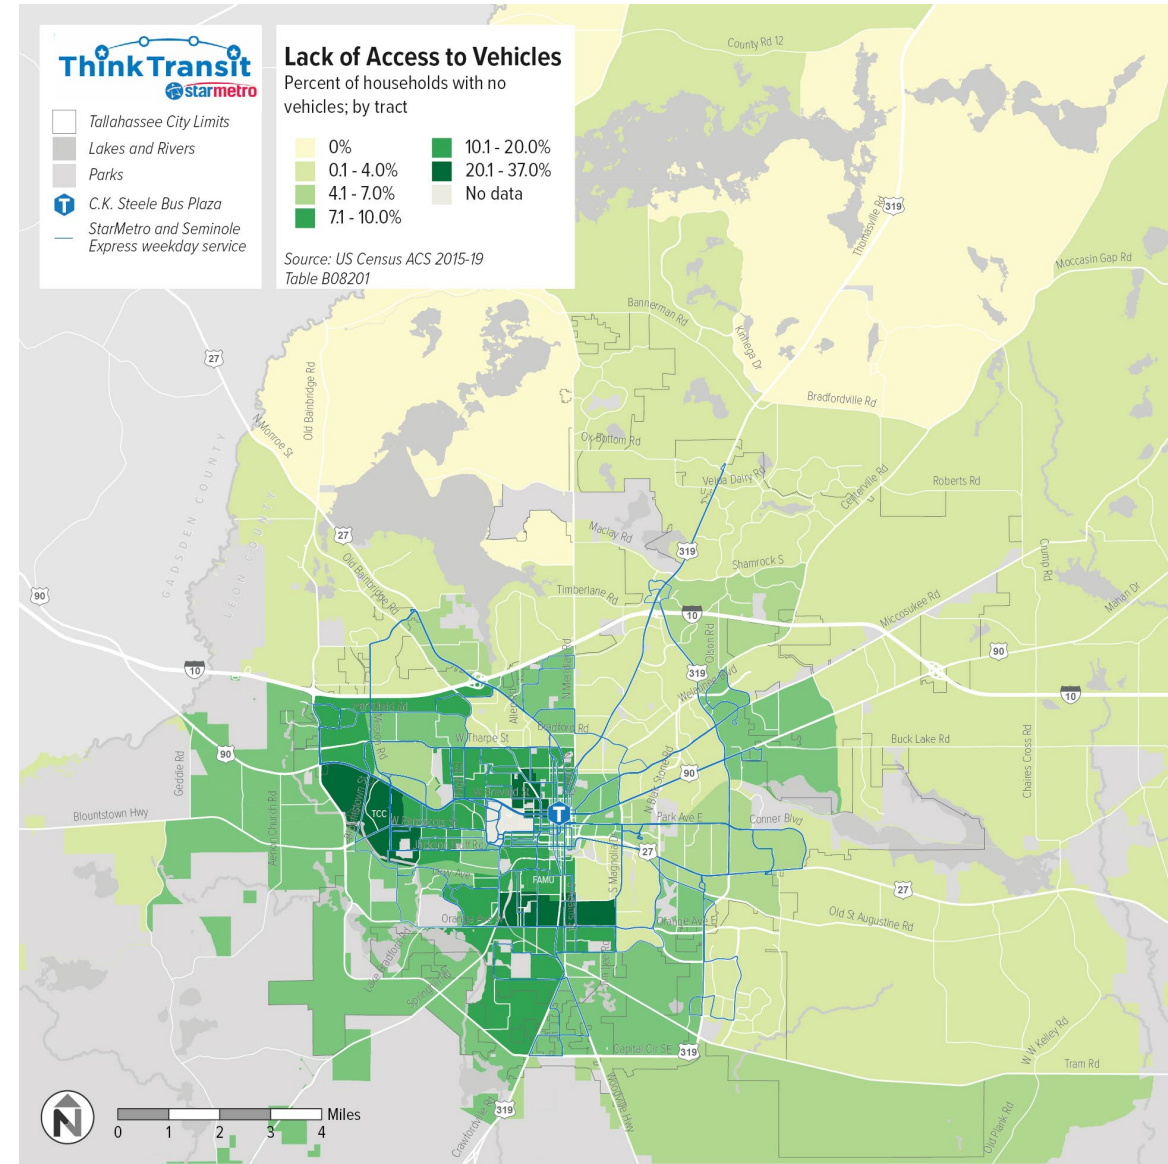 ThinkTransit
starmetro
Tallahassee City Limits
Lakes and Rivers
Parks
T
C.K. Steele Bus Plaza
StarMetro and Seminole
Express weekday service
Lack of Access to Vehicles
Percent of households with no
vehicles; by tract
0%
0.1 - 4.0%
4.1 - 7.0%
7.1 - 10.0%
10.1 - 20.0%
20.1 - 37.0%
No data
Source: US Census ACS 2015-19
Table B08201
County Rd 12
319
Thomasville Rd
Moccasin Gap Rd
Bannerman Rd
Kinhega Dr
27
Old Bainbridge Rd
Bradfordville Rd
N Monroe St
Ox Bottom Rd
Velda Dairy Rd
Centerville Rd
Roberts Rd
GADSDEN COUNTY
LEON COUNTY
27
Maclay Rd
319
Shamrock S
Crump Rd
Old Bainbridge Rd
90
Timberlane Rd
10
Miccosukee Rd
Mahan Dr
Olson Rd
90
N Meridian Rd
10
319
Welaunee Blvd
10
Allen Rd
Bradford Rd
W Tharpe St
Buck Lake Rd
90
Geddie Rd
Chaires Cross Rd
N Blair Stone Rd
90
Blountstown Hwy
Aenon Church Rd
TCC
T
Park Ave E
Conner Blvd
27
S Magnolia Dr
FAMU
27
Orange Ave E
Old St Augustine Rd
Lake Bradford Rd
Springhill Rd
W W Kelley Rd
Capital Cir SE
319
Tram Rd
Woodville Hwy
319
Crawfordville Rd
Old Plank Rd
N
Miles
0 1 2 3 4